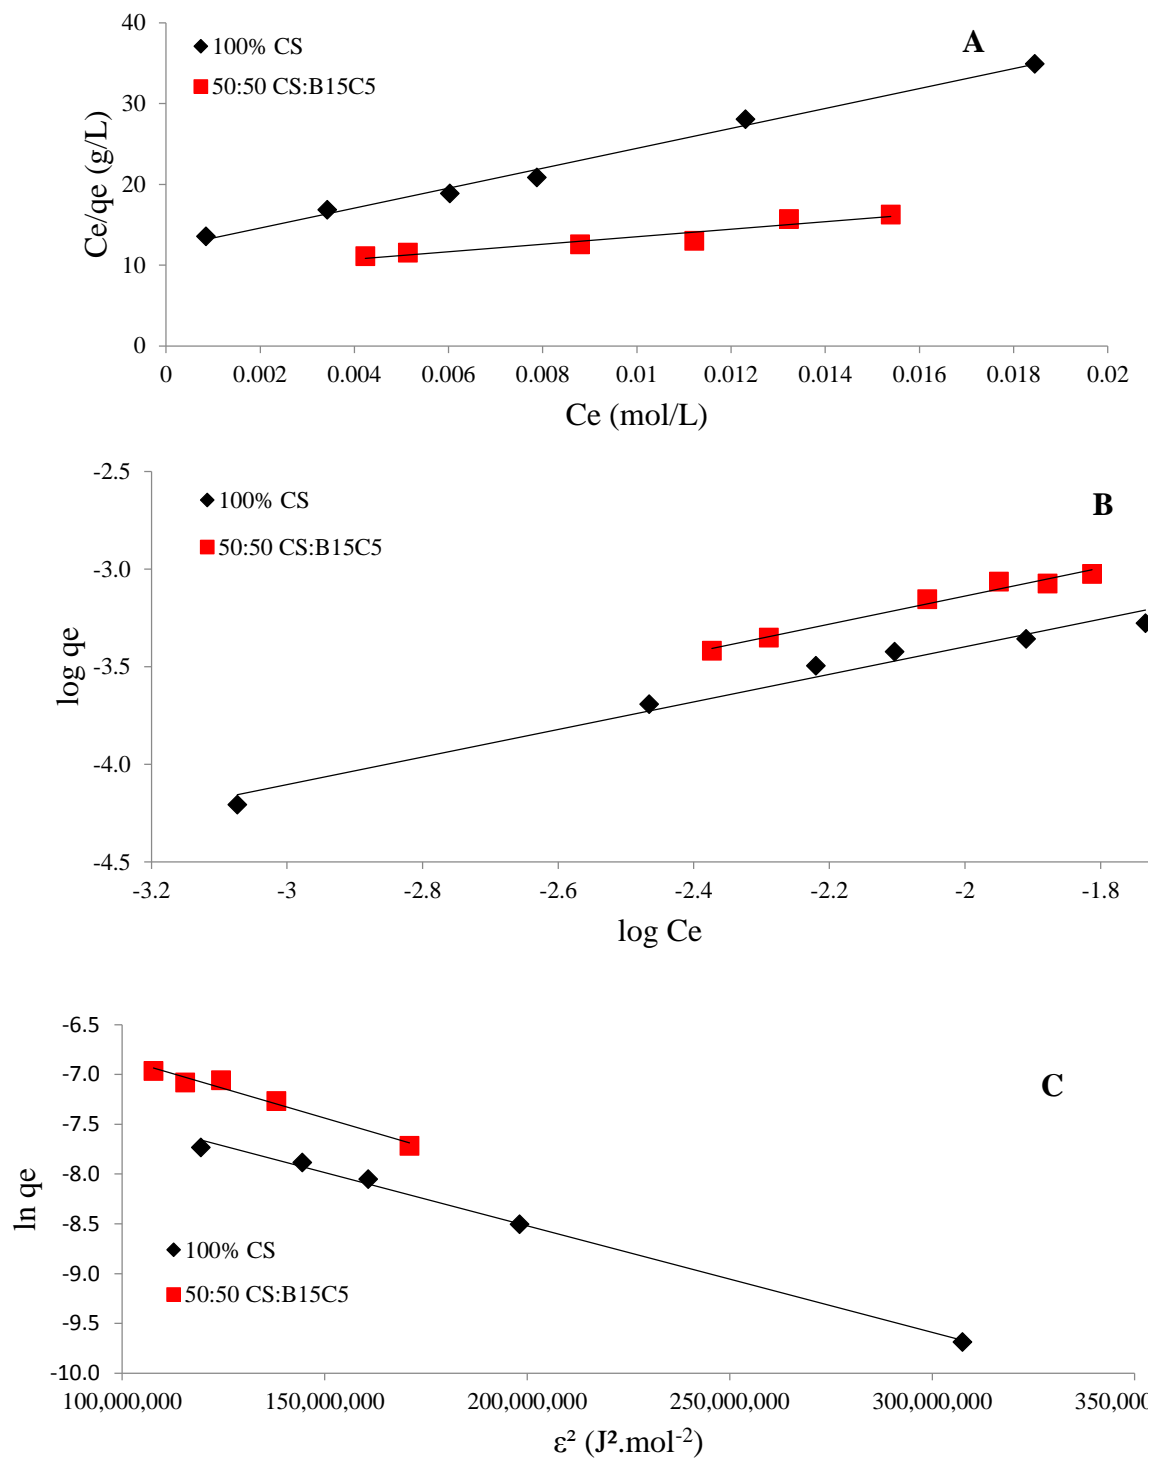 A
100% CS
50:50 CS:B15C5
Ce/qe (g/L)
40
30
20
10
0
0 0.002 0.004 0.006 0.008 0.01 0.012 0.014 0.016 0.018 0.02
Ce (mol/L)
B
100% CS
50:50 CS:B15C5
log qe
-2.5
-3.0
-3.5
-4.0
-4.5
-3.2 -3 -2.8 -2.6 -2.4 -2.2 -2 -1.8
log Ce
C
ln qe
-6.5
-7.0
-7.5
-8.0
-8.5
-9.0
-9.5
-10.0
100% CS
50:50 CS:B15C5
100,000,000 150,000,000 200,000,000 250,000,000 300,000,000 350,000
ε² (J².mol⁻²)